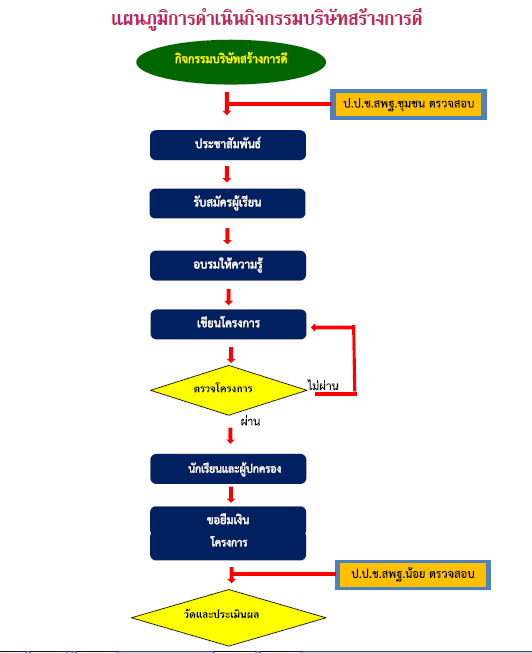 แผนภูมิการดำเนินกิจกรรมบริษัทสร้างการดี
กิจกรรมบริษัทสร้างการดี
ป.ป.ช.สพฐ.ชุมชน ตรวจสอบ
ประชาสัมพันธ์
รับสมัครผู้เรียน
อบรมให้ความรู้
เขียนโครงการ
ตรวจโครงการ
ไม่ผ่าน
ผ่าน
นักเรียนและผู้ปกครอง
ขอยืมเงิน
โครงการ
ป.ป.ช.สพฐ.น้อย ตรวจสอบ
วัดและประเมินผล